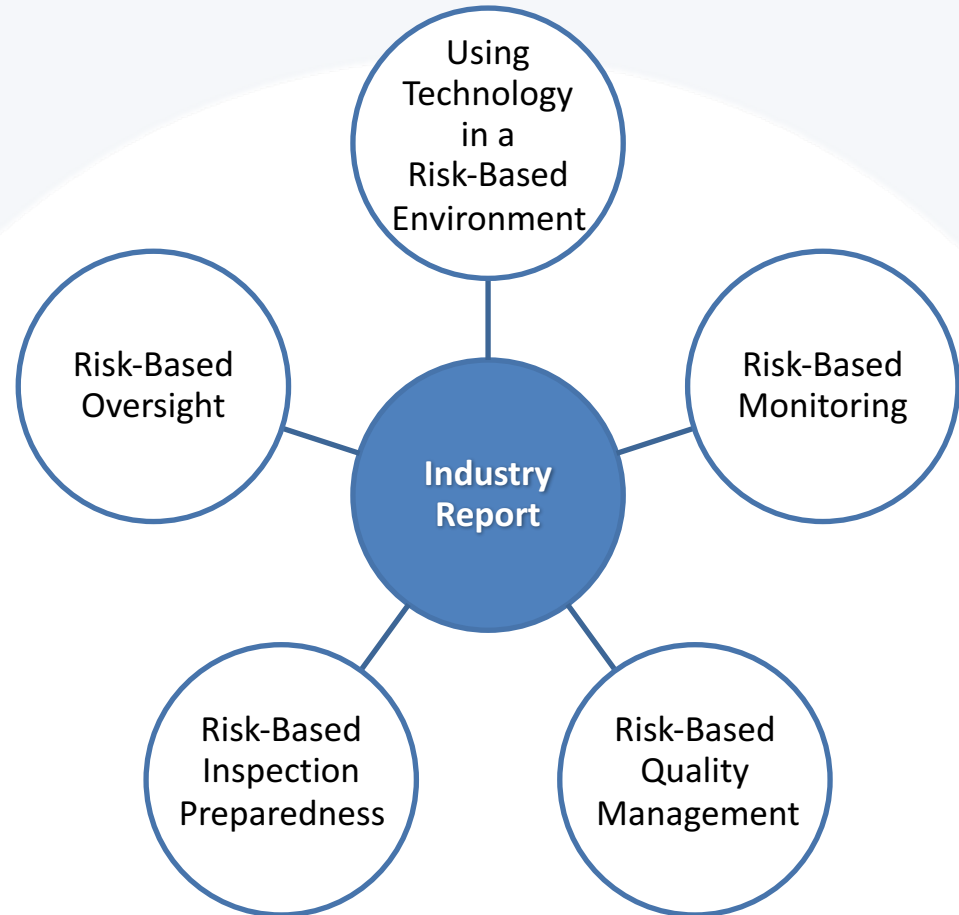 Using
Technology
in a
Risk-Based
Environment
Risk-Based
Oversight
Risk-Based
Monitoring
Industry
Report
Risk-Based
Inspection
Preparedness
Risk-Based
Quality
Management